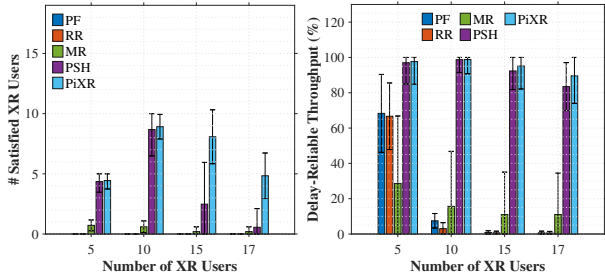 # Satisfied XR Users
15
10
5
0
PF
RR
MR
PSH
PiXR
5
10
15
17
Number of XR Users
Delay-Reliable Throughput (%)
120
100
80
60
40
20
0
PF
MR
PiXR
RR
PSH
5
10
15
17
Number of XR Users